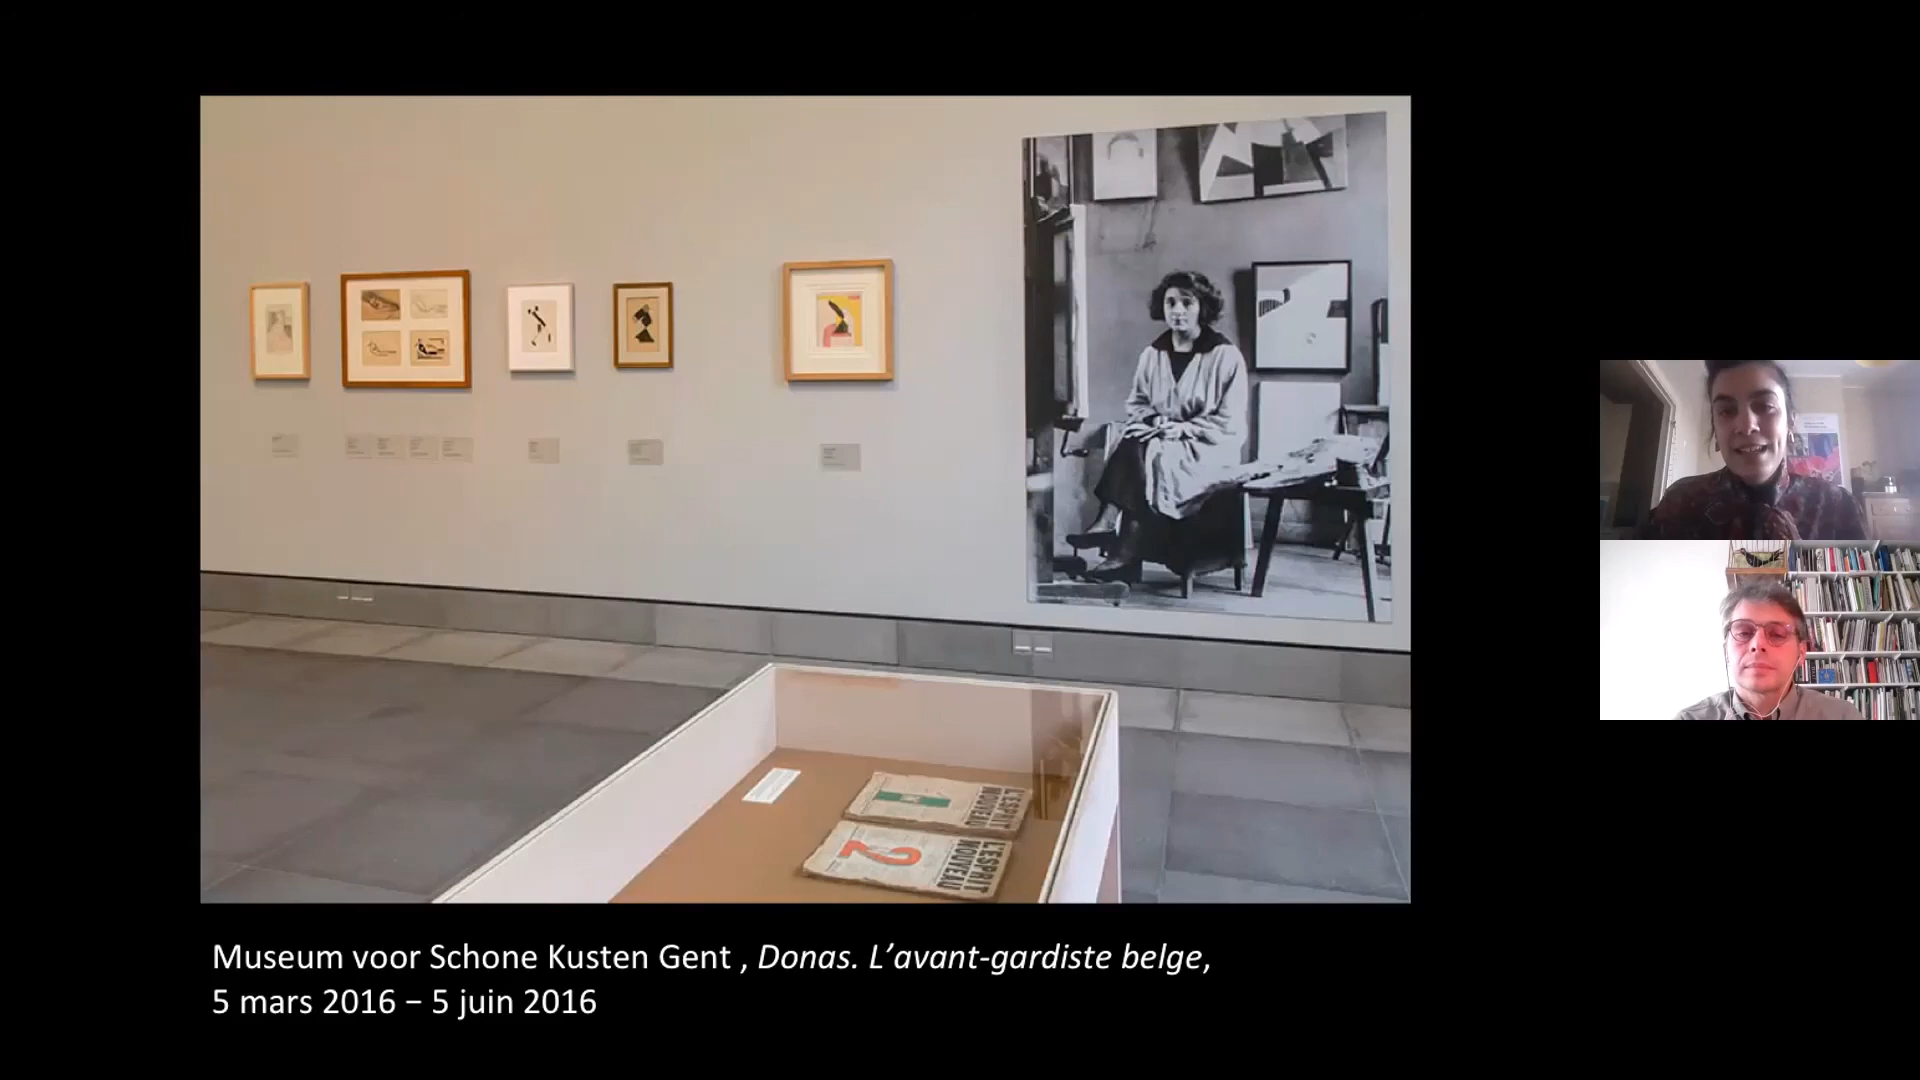 L'ESPRIT
NOUVEAU
L'ESPRIT
NOUVEAU
2
Museum voor Schone Kusten Gent , Donas. L’avant-gardiste belge,
5 mars 2016 – 5 juin 2016